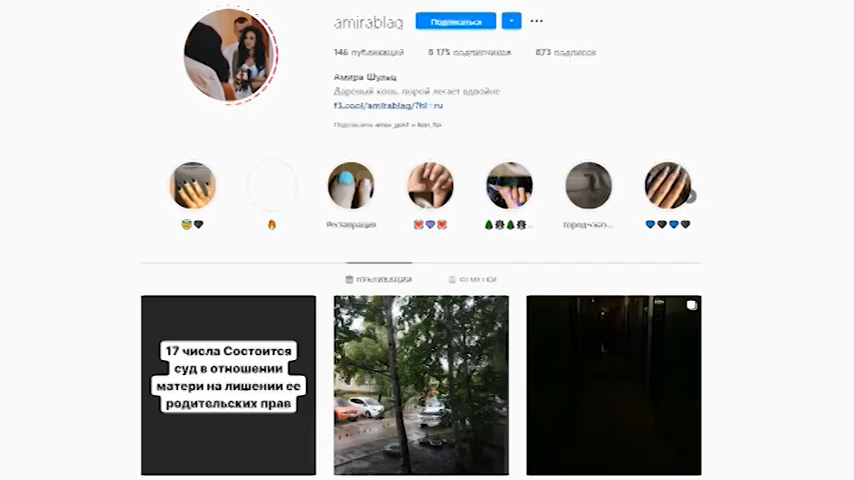 amirablaq
Подписаться
146 публикаций 8 175 подписчиков 873 подписок
Амира Шульц
Дареный конь, порой лягает вдвойне
Реставрация
ПУБЛИКАЦИИ ОТМЕТКИ
17 числа Состоится
суд в отношении
матери на лишении ее
родительских прав